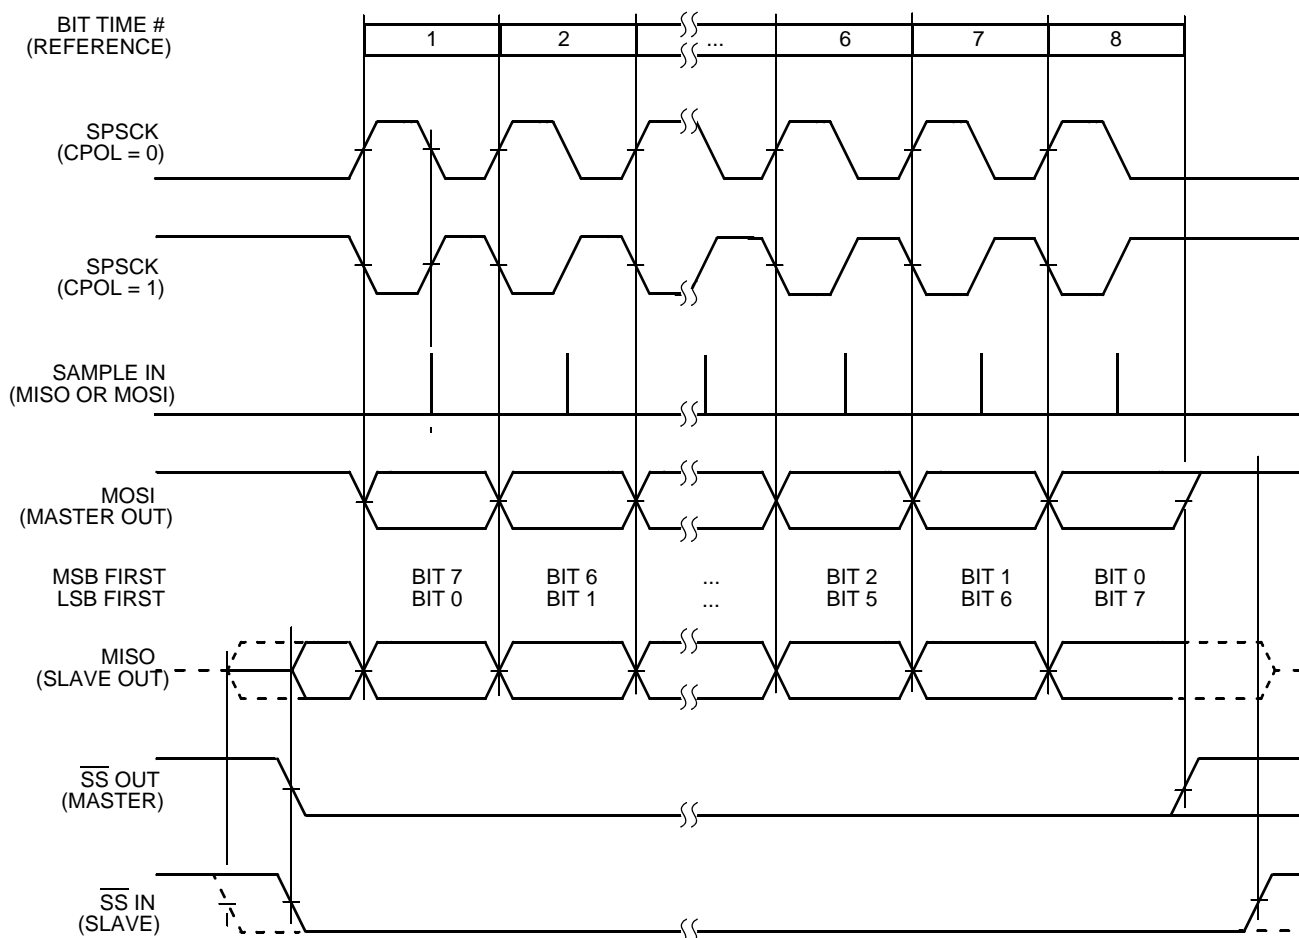 BIT TIME #
(REFERENCE)
1 2 ... 6 7 8
SPSCK
(CPOL = 0)
SPSCK
(CPOL = 1)
SAMPLE IN
(MISO OR MOSI)
MOSI
(MASTER OUT)
MSB FIRST BIT 7 BIT 6 ... BIT 2 BIT 1 BIT 0
LSB FIRST BIT 0 BIT 1 ... BIT 5 BIT 6 BIT 7
MISO
(SLAVE OUT)
S̅S̅ OUT
(MASTER)
S̅S̅ IN
(SLAVE)